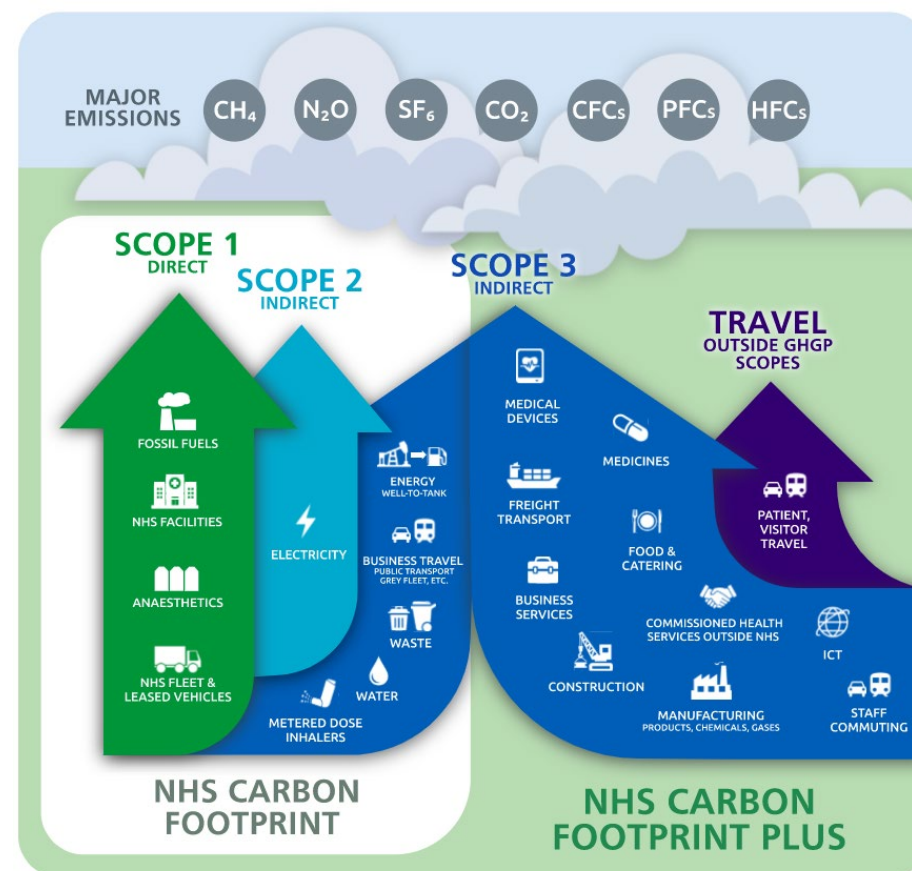 MAJOR
EMISSIONS
CH₄
N₂O
SF₆
CO₂
CFCs
PFCs
HFCs
SCOPE 1
DIRECT
FOSSIL FUELS
NHS FACILITIES
ANAESTHETICS
NHS FLEET &
LEASED VEHICLES
SCOPE 2
INDIRECT
ELECTRICITY
SCOPE 3
INDIRECT
ENERGY
WELL-TO-TANK
BUSINESS TRAVEL
PUBLIC TRANSPORT
GREY FLEET, ETC.
WASTE
WATER
METERED DOSE
INHALERS
MEDICAL
DEVICES
MEDICINES
FREIGHT
TRANSPORT
FOOD &
CATERING
BUSINESS
SERVICES
COMMISSIONED HEALTH
SERVICES OUTSIDE NHS
ICT
CONSTRUCTION
MANUFACTURING
PRODUCTS, CHEMICALS, GASES
STAFF
COMMUTING
TRAVEL
OUTSIDE GHGP
SCOPES
PATIENT,
VISITOR
TRAVEL
NHS CARBON
FOOTPRINT
NHS CARBON
FOOTPRINT PLUS